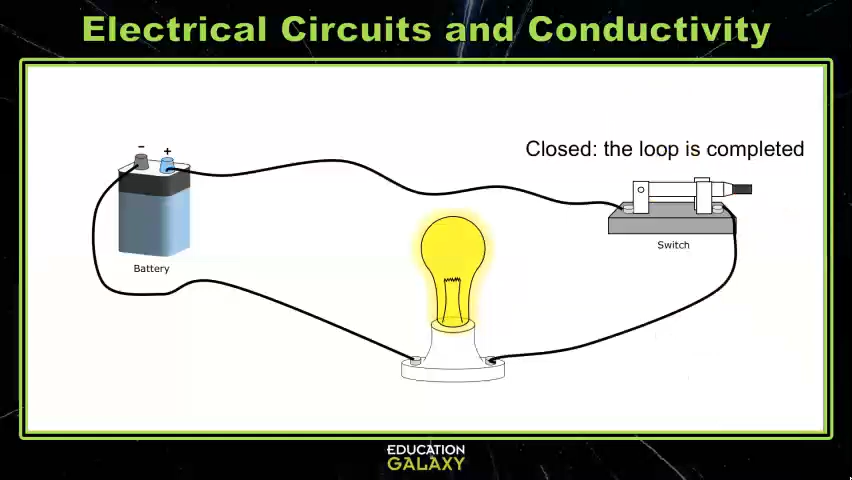 Electrical Circuits and Conductivity
Closed: the loop is completed
- +
Battery
Switch
EDUCATION
GALAXY